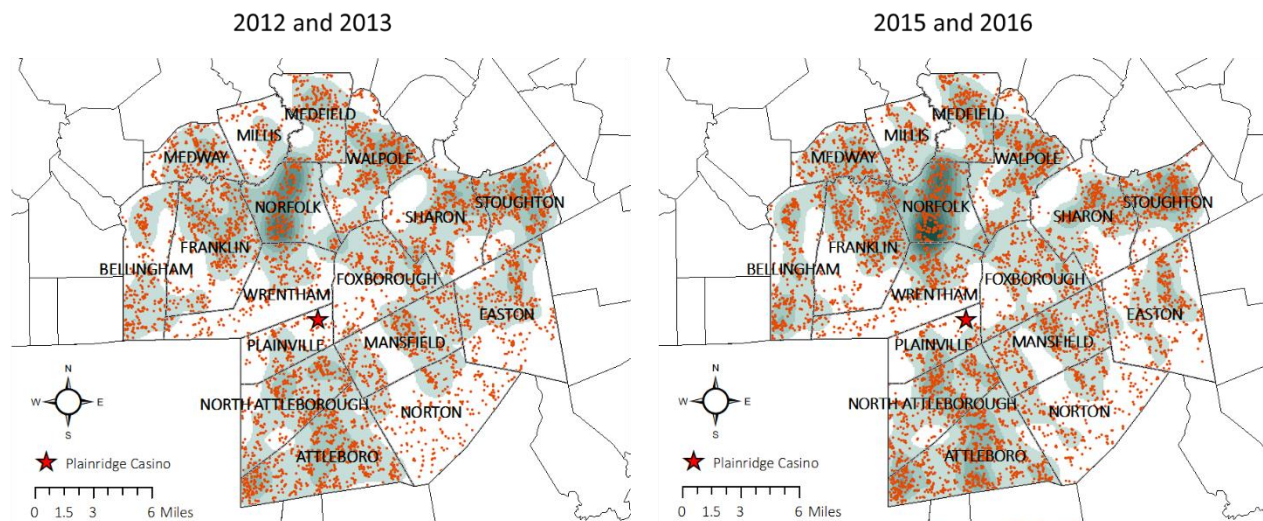 2012 and 2013
MEDFIELD
MILLIS
MEDWAY
WALPOLE
NORFOLK
SHARON
STOUGHTON
FRANKLIN
BELLINGHAM
FOXBOROUGH
WRENTHAM
EASTON
PLAINVILLE
MANSFIELD
NORTH ATTLEBOROUGH
NORTON
ATTLEBORO
N
W E
S
Plainridge Casino
0 1.5 3 6 Miles
2015 and 2016
MEDFIELD
MILLIS
MEDWAY
WALPOLE
NORFOLK
SHARON
STOUGHTON
FRANKLIN
BELLINGHAM
FOXBOROUGH
WRENTHAM
EASTON
PLAINVILLE
MANSFIELD
NORTH ATTLEBOROUGH
NORTON
ATTLEBORO
N
W E
S
Plainridge Casino
0 1.5 3 6 Miles